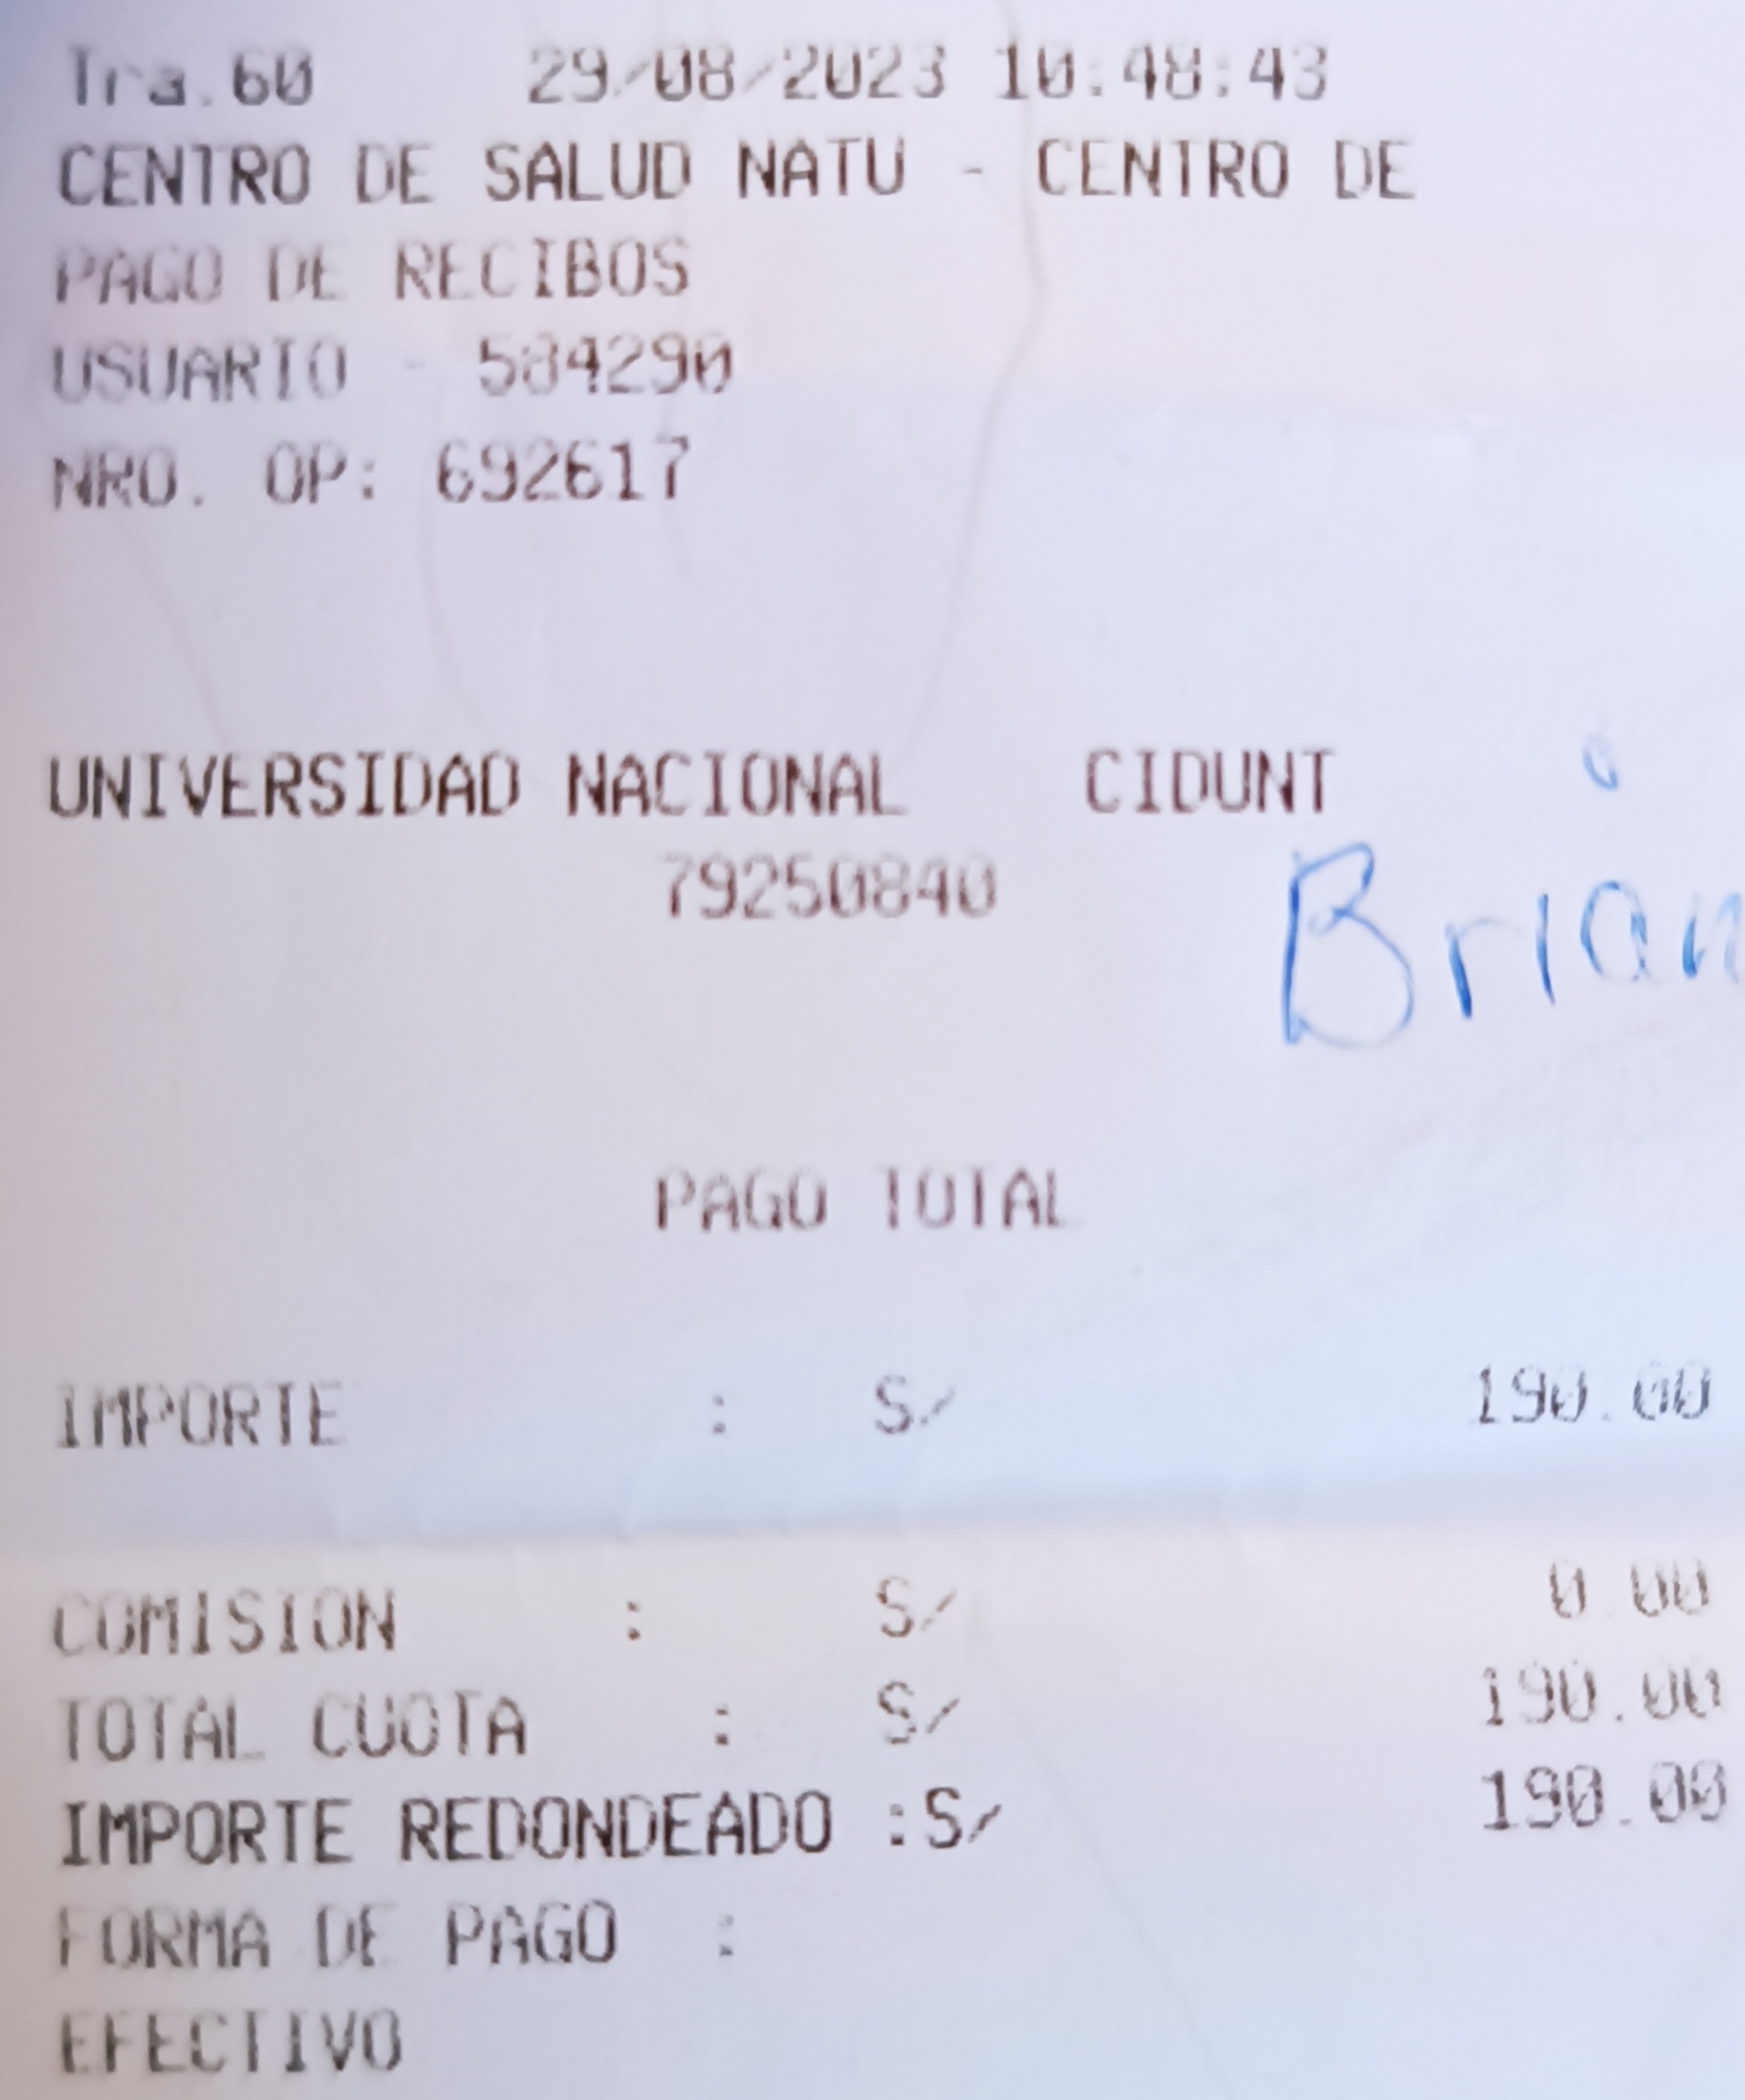 Tra.60 29/08/2023 10:48:43
CENTRO DE SALUD NATU - CENTRO DE
PAGO DE RECIBOS
USUARIO - 584290
NRO. OP: 692617
UNIVERSIDAD NACIONAL CIDUNT
79250840
Brian
PAGO TOTAL
IMPORTE : S/ 190.00
COMISION : S/ 0.00
TOTAL CUOTA : S/ 190.00
IMPORTE REDONDEADO :S/ 190.00
FORMA DE PAGO :
EFECTIVO